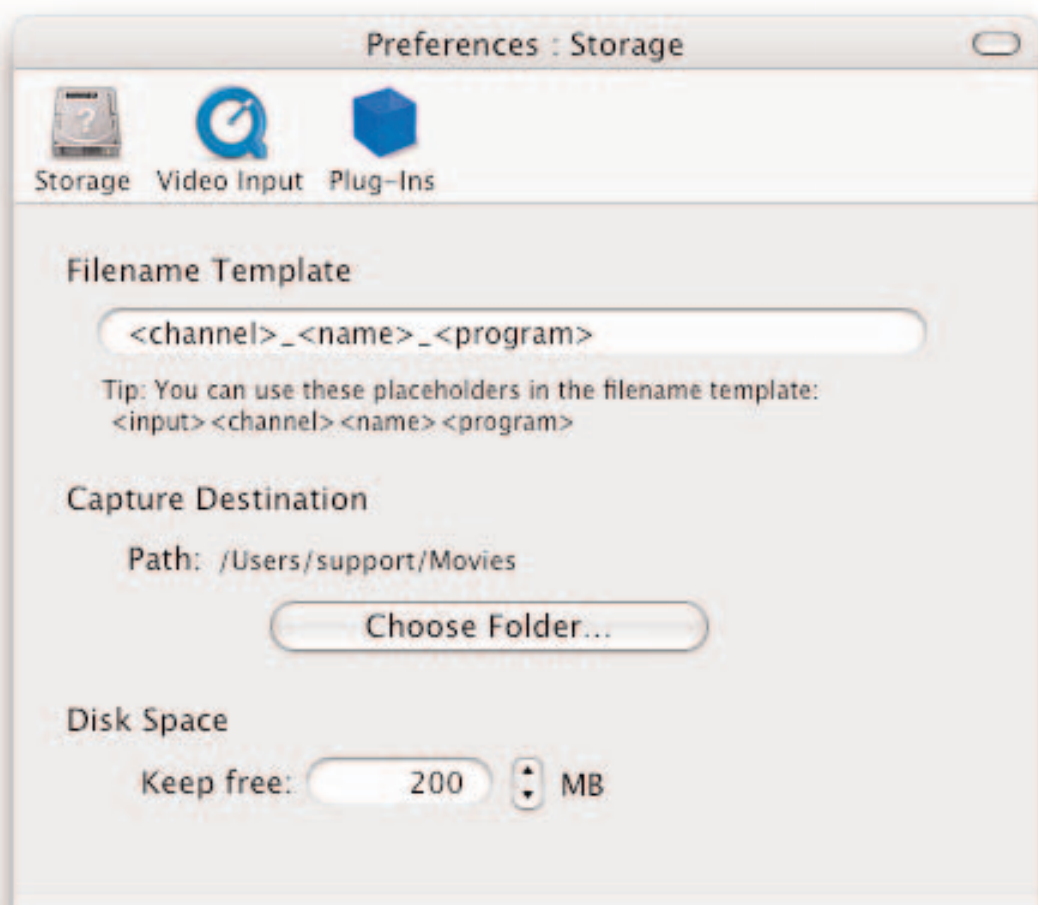 Preferences : Storage
Storage Video Input Plug-Ins
Filename Template
<channel>_<name>_<program>
Tip: You can use these placeholders in the filename template:
<input><channel><name><program>
Capture Destination
Path: /Users/support/Movies
Choose Folder...
Disk Space
Keep free: 200 MB